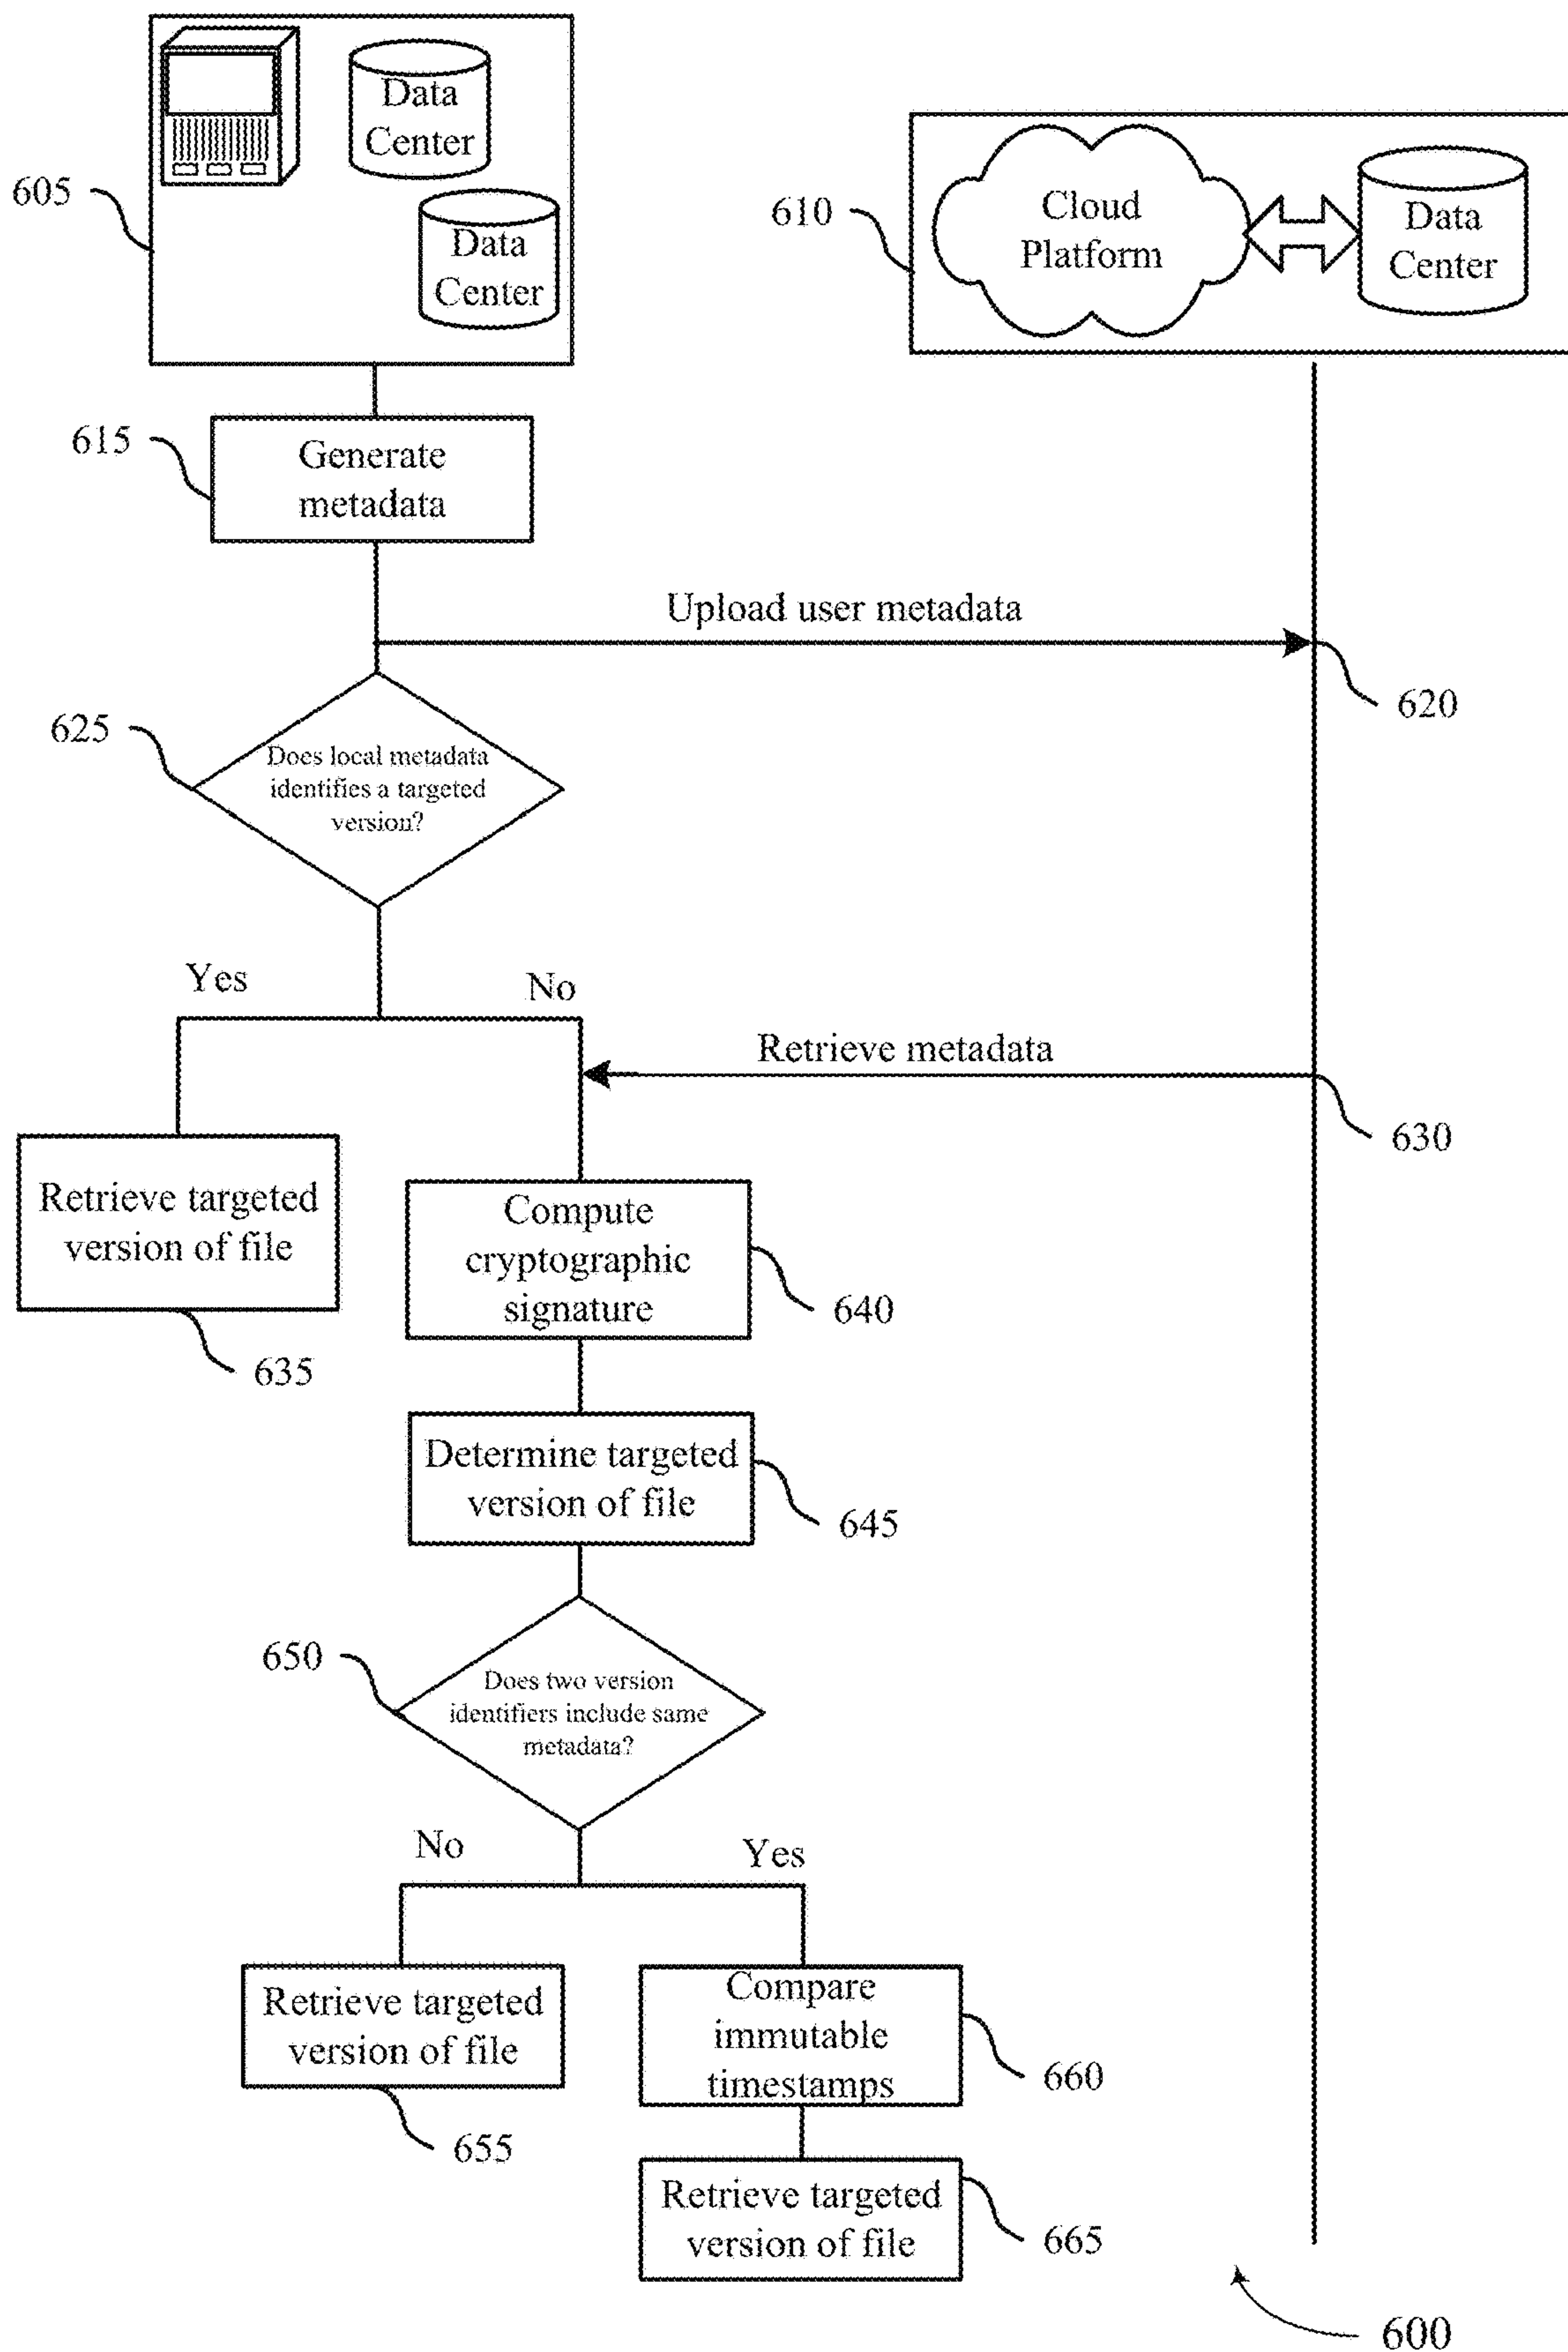 Data
Center
Data
Center
605
Cloud
Platform
Data
Center
610
615
Generate
metadata
Upload user metadata
620
625
Does local metadata
identifies a targeted
version?
Yes
No
Retrieve metadata
630
Retrieve targeted
version of file
635
Compute
cryptographic
signature
640
Determine targeted
version of file
645
650
Does two version
identifiers include same
metadata?
No
Yes
Retrieve targeted
version of file
655
Compare
immutable
timestamps
660
Retrieve targeted
version of file
665
600